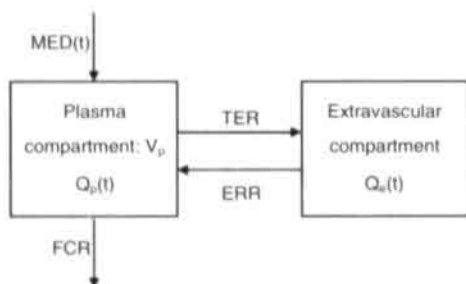 MED(t)
Plasma
compartment: Vₚ
Qₚ(t)
TER
ERR
Extravascular
compartment
Qₑ(t)
FCR